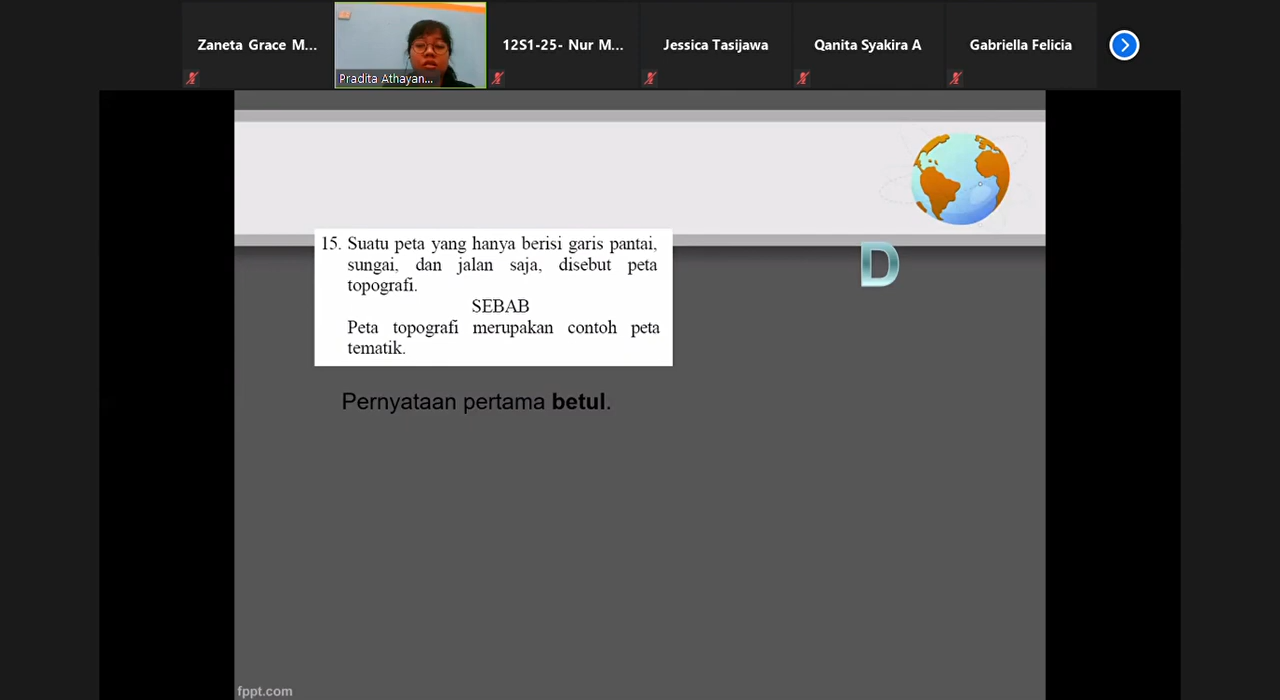 Zaneta Grace M...
Pradita Athayan...
12S1-25- Nur M...
Jessica Tasijawa
Qanita Syakira A
Gabriella Felicia
D
15. Suatu peta yang hanya berisi garis pantai,
sungai, dan jalan saja, disebut peta
topografi.
SEBAB
Peta topografi merupakan contoh peta
tematik.
Pernyataan pertama betul.
fppt.com